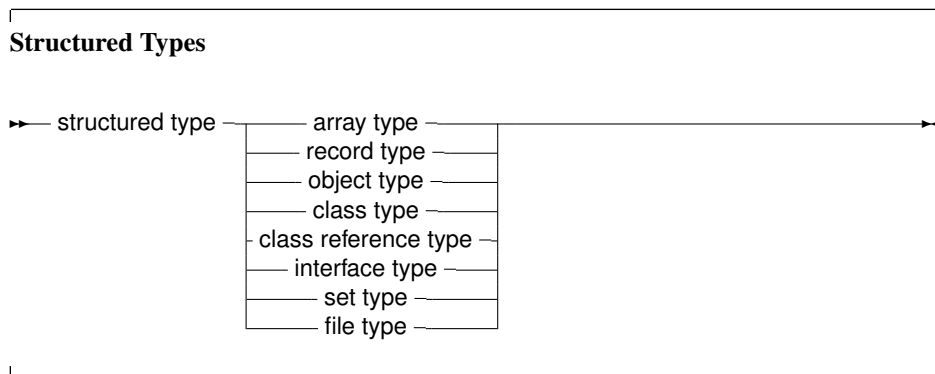 Structured Types
structured type
array type
record type
object type
class type
class reference type
interface type
set type
file type